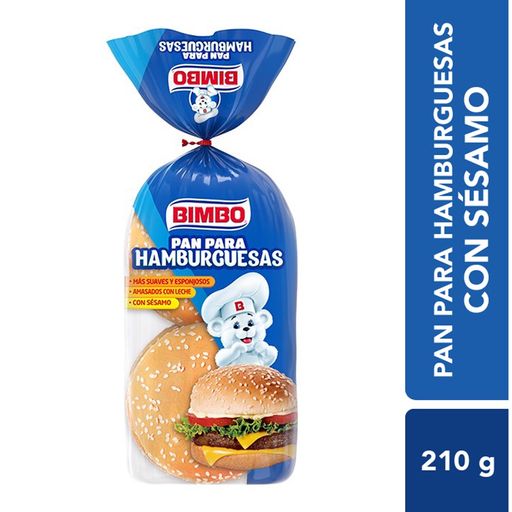 PAN PARA
HAMBURGUESAS
BIMBO
BIMBO
PAN PARA
HAMBURGUESAS
• MÁS SUAVES Y ESPONJOSOS
• AMASADOS CON LECHE
• CON SÉSAMO
B
PAN PARA HAMBURGUESAS
CON SÉSAMO
210 g